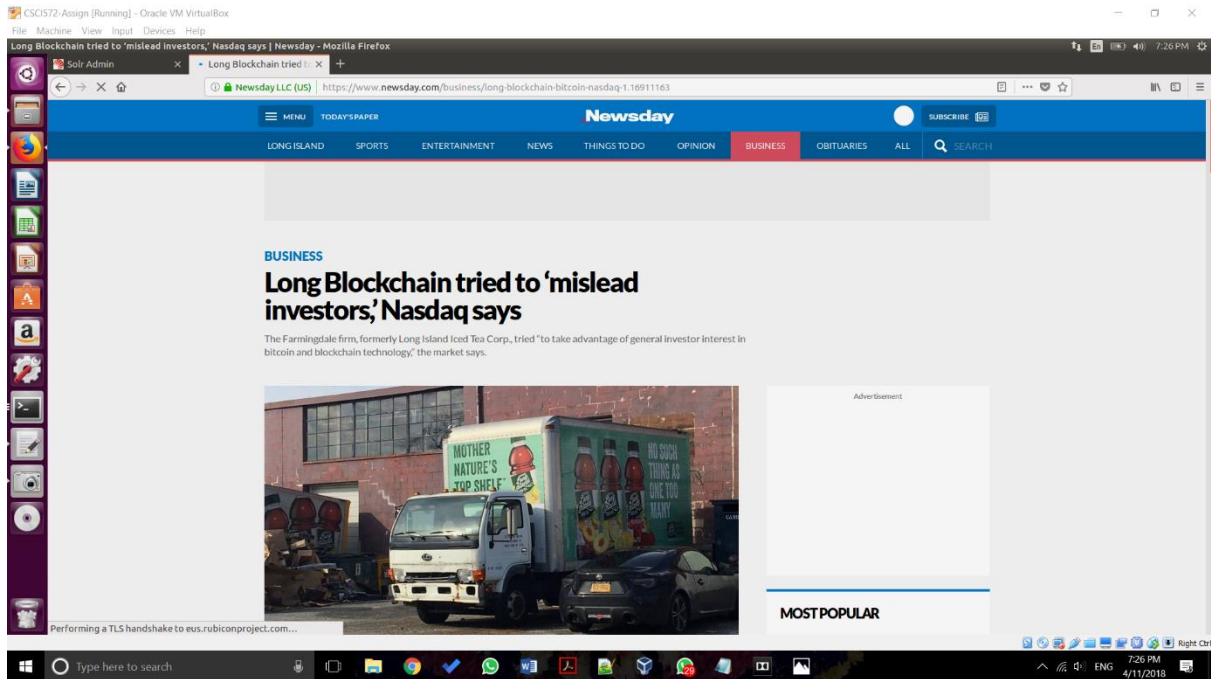 CSCI572-Assign [Running] - Oracle VM VirtualBox
File Machine View Input Devices Help
Long Blockchain tried to ‘mislead investors,’ Nasdaq says | Newsday - Mozilla Firefox
En 7:26 PM
Solr Admin
Long Blockchain tried to
Newsday LLC (US) https://www.newsday.com/business/long-blockchain-bitcoin-nasdaq-1.16911163
MENU TODAY'S PAPER Newsday SUBSCRIBE
LONG ISLAND SPORTS ENTERTAINMENT NEWS THINGS TO DO OPINION BUSINESS OBITUARIES ALL SEARCH
BUSINESS
Long Blockchain tried to ‘mislead
investors,’ Nasdaq says
The Farmingdale firm, formerly Long Island Iced Tea Corp., tried “to take advantage of general investor interest in
bitcoin and blockchain technology,” the market says.
Advertisement
MOTHER
NATURE'S
TOP SHELF
NO SUCH
THING AS
ONE TOO
MANY
MOST POPULAR
Performing a TLS handshake to eus.rubiconproject.com...
Right Ctrl
Type here to search
29
ENG
7:26 PM
4/11/2018